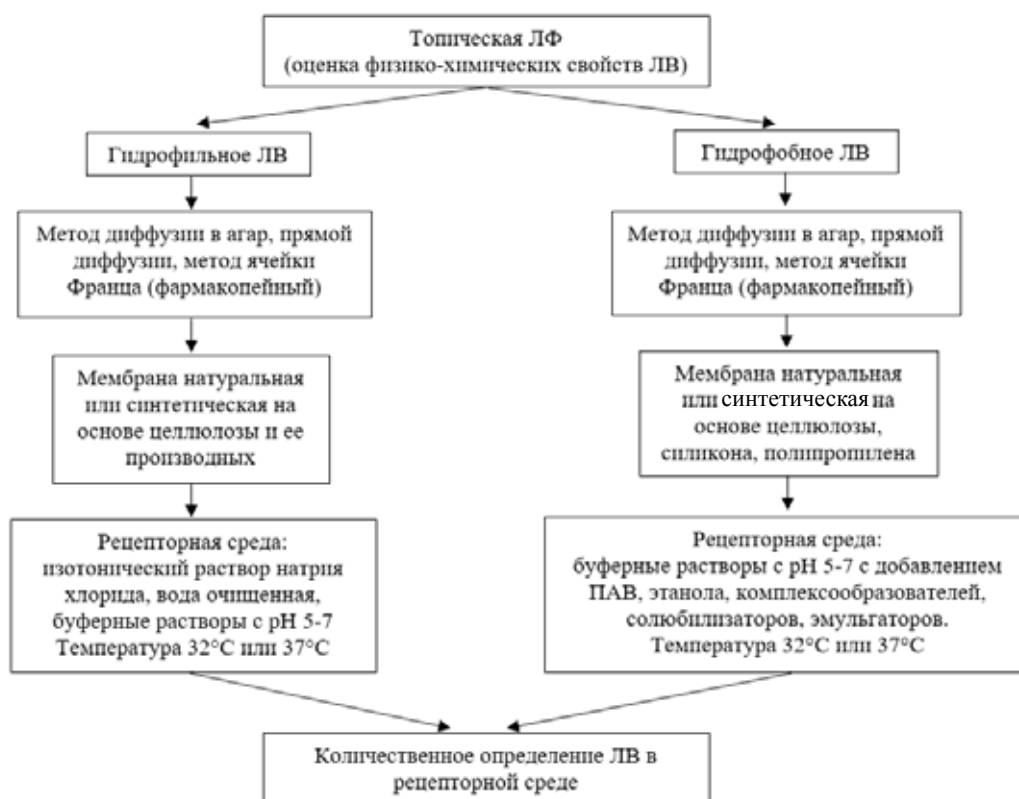 Топическая ЛФ
(оценка физико-химических свойств ЛВ)
Гидрофильное ЛВ
Гидрофобное ЛВ
Метод диффузии в агар, прямой
диффузии, метод ячейки
Франца (фармакопейный)
Метод диффузии в агар, прямой
диффузии, метод ячейки
Франца (фармакопейный)
Мембрана натуральная
или синтетическая на
основе целлюлозы и ее
производных
Мембрана натуральная
или синтетическая на
основе целлюлозы,
силикона, полипропилена
Рецепторная среда:
изотонический раствор натрия
хлорида, вода очищенная,
буферные растворы с pH 5-7
Температура 32°С или 37°С
Рецепторная среда:
буферные растворы с pH 5-7 с добавлением
ПАВ, этанола, комплексообразователей,
солюбилизаторов, эмульгаторов.
Температура 32°С или 37°С
Количественное определение ЛВ в
рецепторной среде